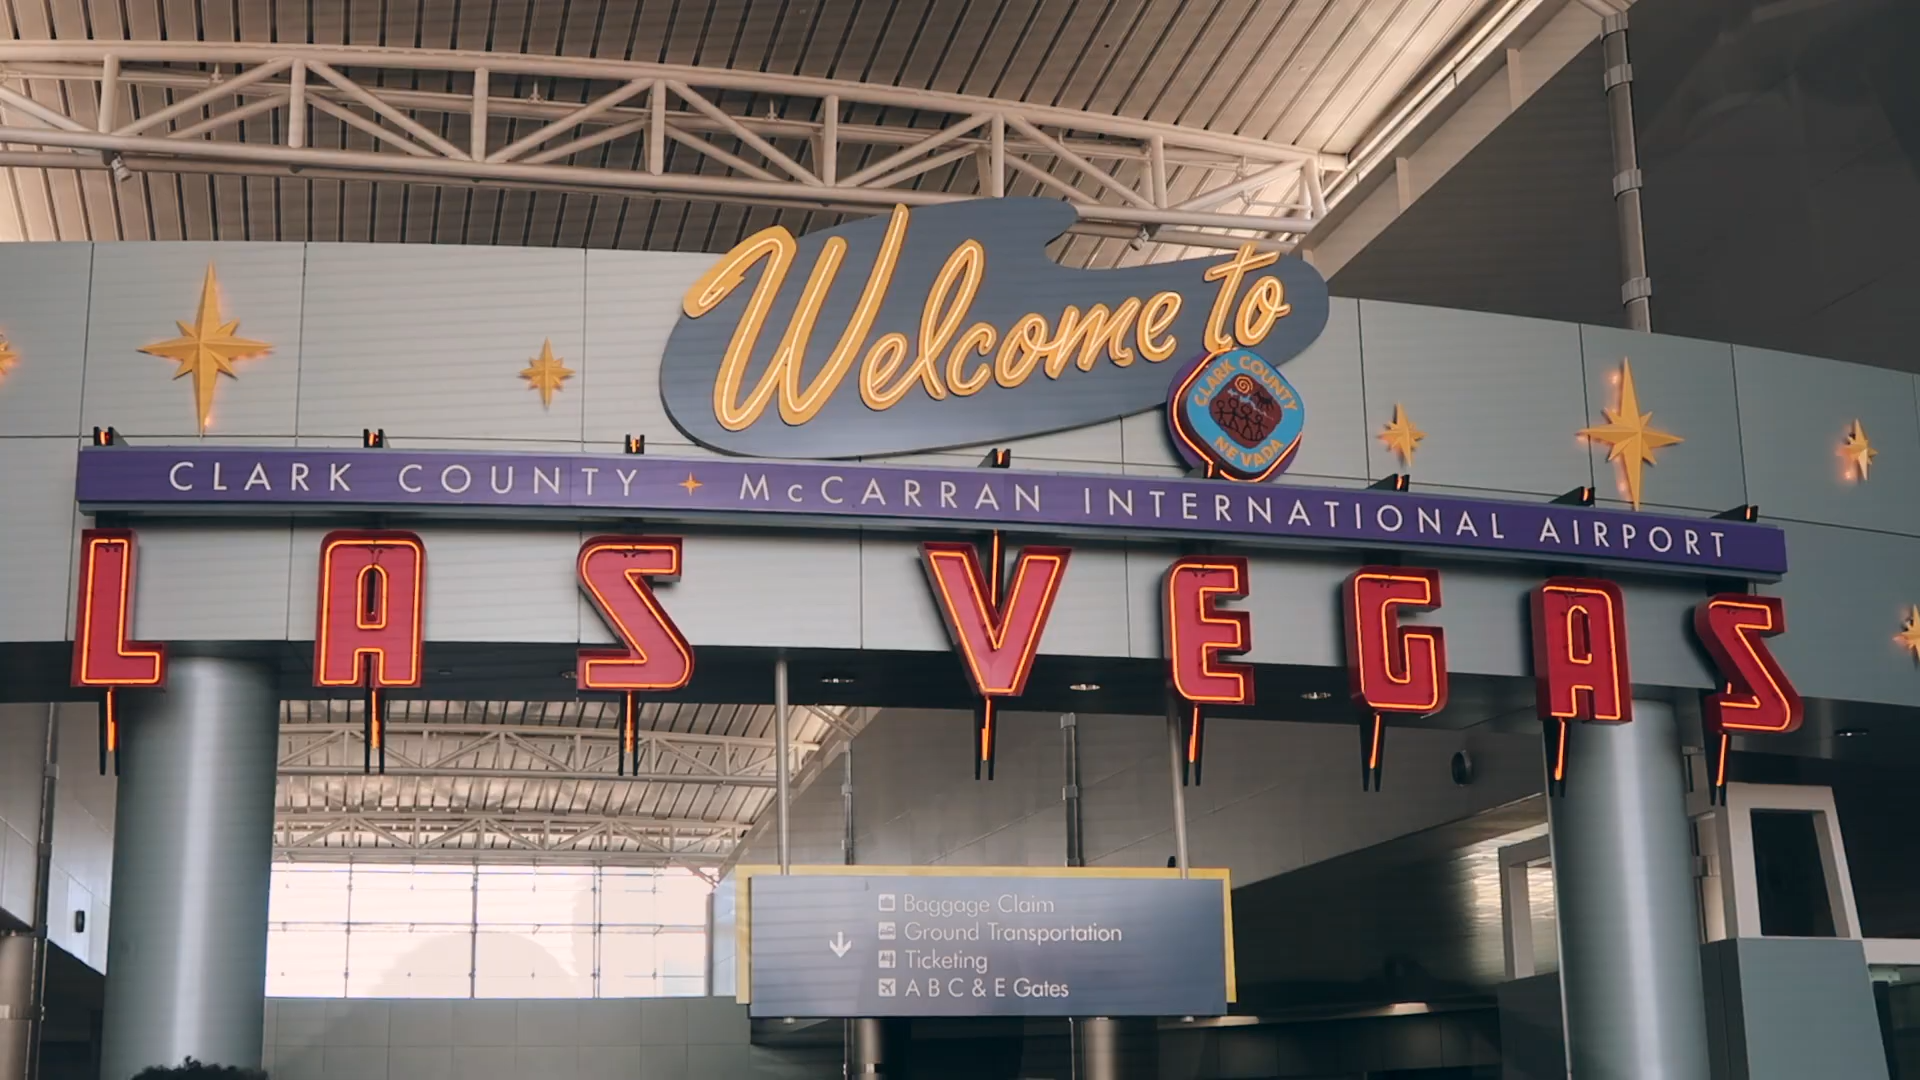 Welcome to
CLARK COUNTY
NEVADA
CLARK COUNTY McCARRAN INTERNATIONAL AIRPORT
LAS VEGAS
Baggage Claim
Ground Transportation
Ticketing
A B C & E Gates